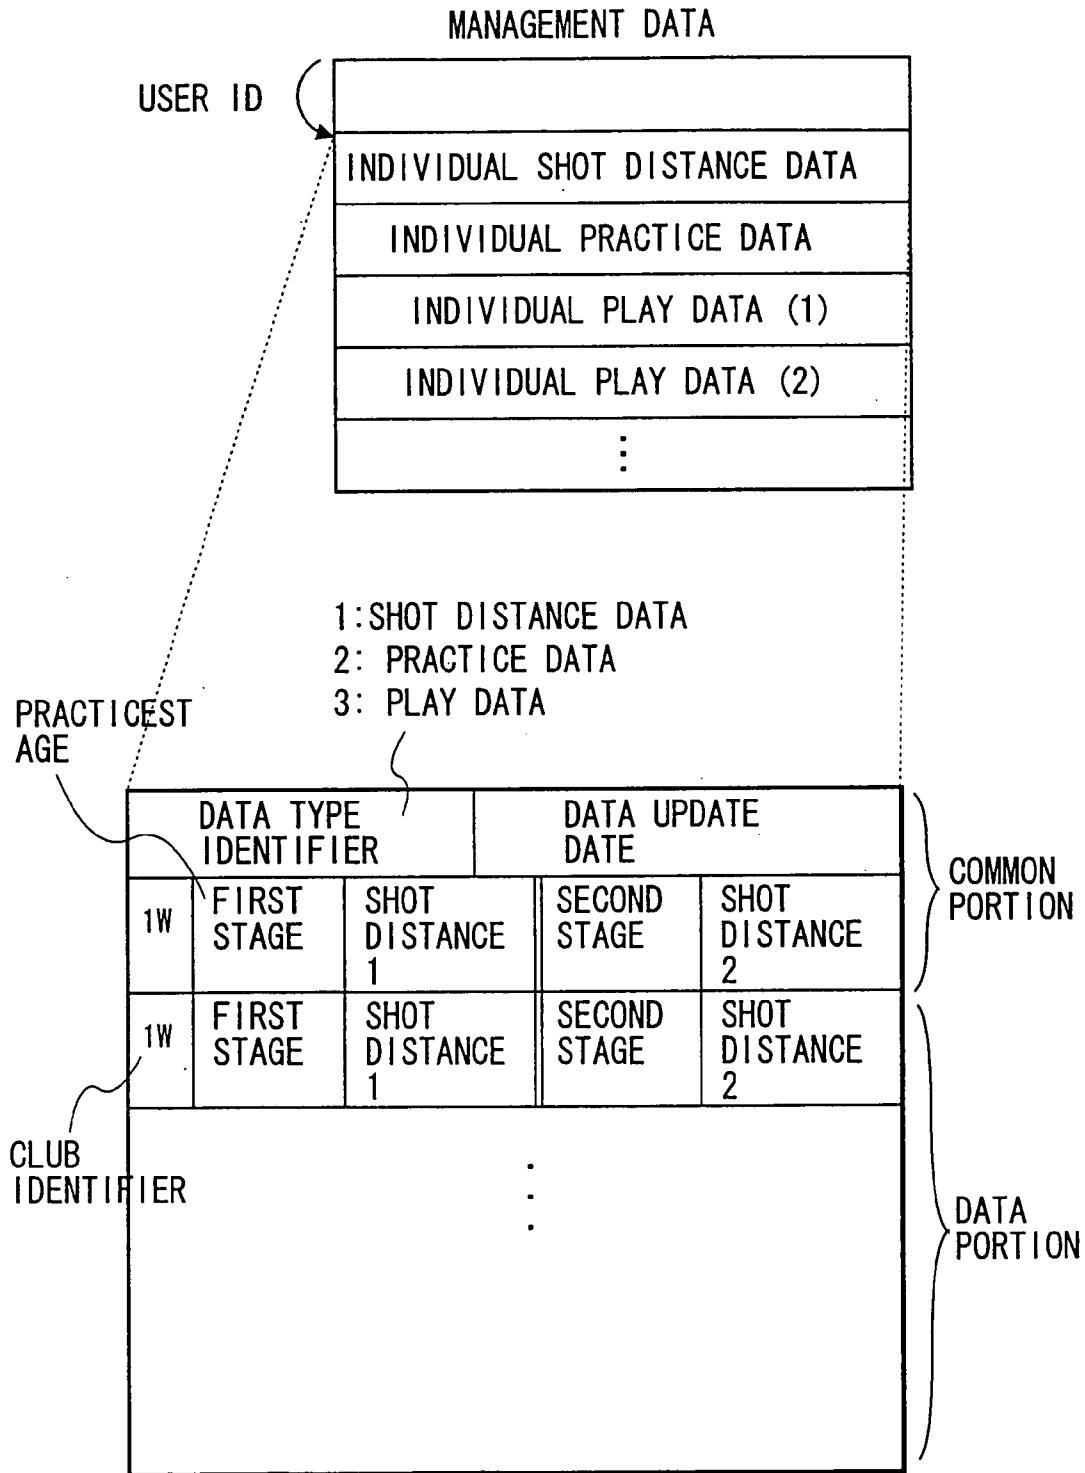 MANAGEMENT DATA
USER ID
INDIVIDUAL SHOT DISTANCE DATA
INDIVIDUAL PRACTICE DATA
INDIVIDUAL PLAY DATA (1)
INDIVIDUAL PLAY DATA (2)
1:SHOT DISTANCE DATA
2: PRACTICE DATA
3: PLAY DATA
PRACTICEST
AGE
DATA TYPE
IDENTIFIER
DATA UPDATE
DATE
COMMON
PORTION
1W
FIRST
STAGE
SHOT
DISTANCE
1
SECOND
STAGE
SHOT
DISTANCE
2
1W
FIRST
STAGE
SHOT
DISTANCE
1
SECOND
STAGE
SHOT
DISTANCE
2
CLUB
IDENTIFIER
DATA
PORTION